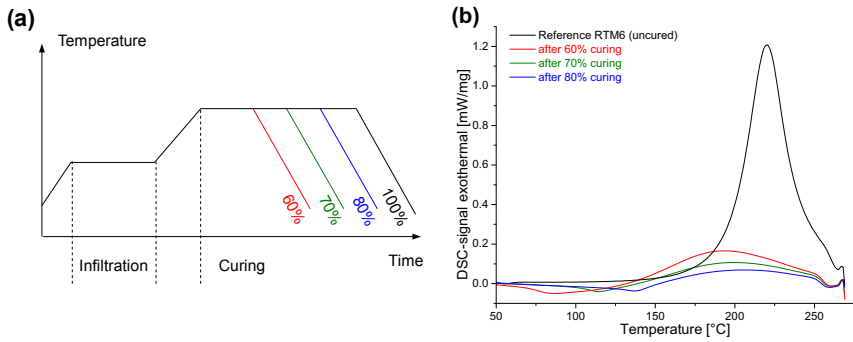 (a)
Temperature
60%
70%
80%
100%
Time
Infiltration
Curing
(b)
Reference RTM6 (uncured)
after 60% curing
after 70% curing
after 80% curing
DSC-signal exothermal [mW/mg]
1.2
1.0
0.8
0.6
0.4
0.2
0.0
50
100
150
200
250
Temperature [°C]